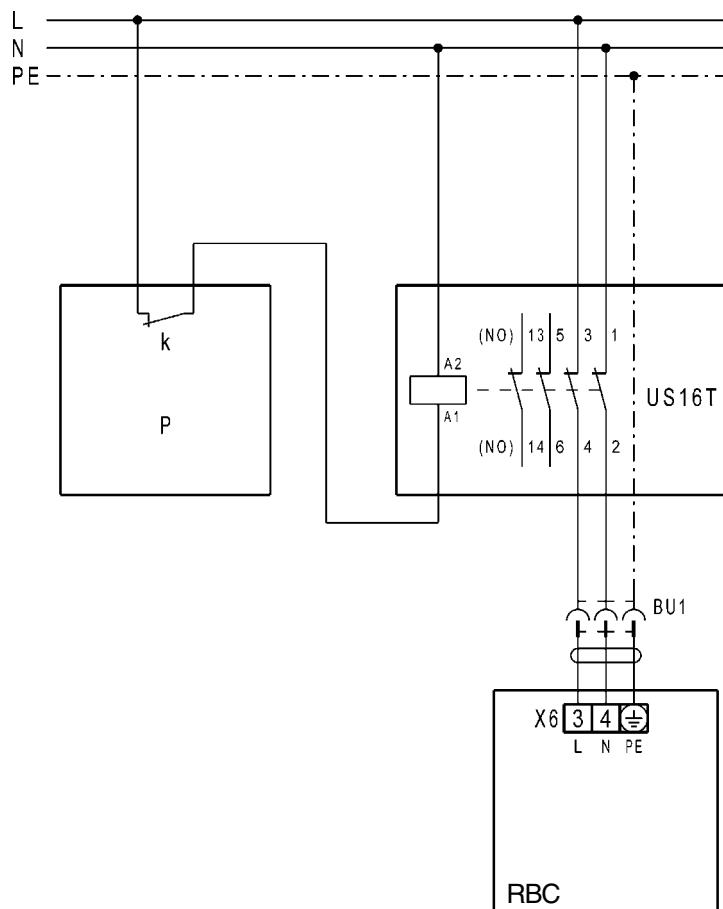 L
N
PE
k
P
A2
A1
(NO) 13 5 3 1
(NO) 14 6 4 2
US16T
BU1
X6 3 4
L N PE
RBC